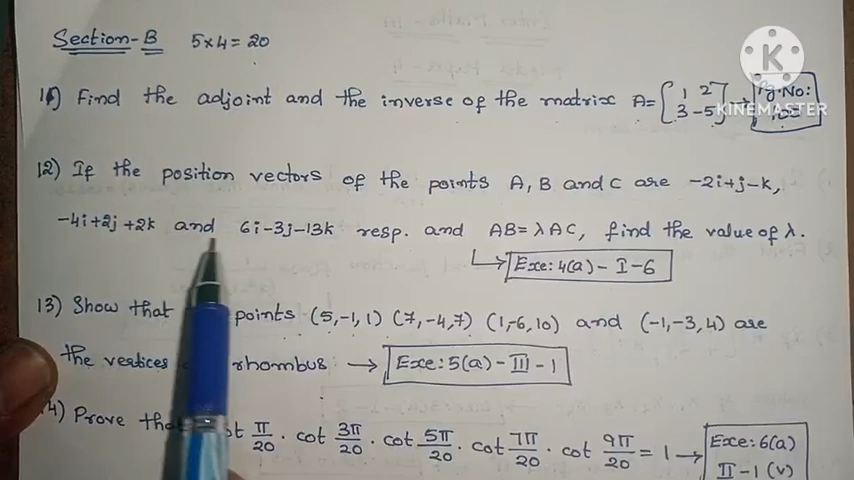 Section-B 5×4=20
11) Find the adjoint and the inverse of the matrix A= [1 2
3 -5] → Pg.No:
KINEMASTER
12) If the position vectors of the points A, B and C are -2i+j-k,
-4i+2j+2k and 6i-3j-13k resp. and AB=λAC, find the value of λ.
↳ Exe: 4(a)-I-6
13) Show that points (5,-1,1) (7,-4,7) (1,-6,10) and (-1,-3,4) are
the vertices rhombus → Exe: 5(a)-III-1
14) Prove that cot π/20 . cot 3π/20 . cot 5π/20 . cot 7π/20 . cot 9π/20 = 1 → Exe: 6(a)
II-1(v)